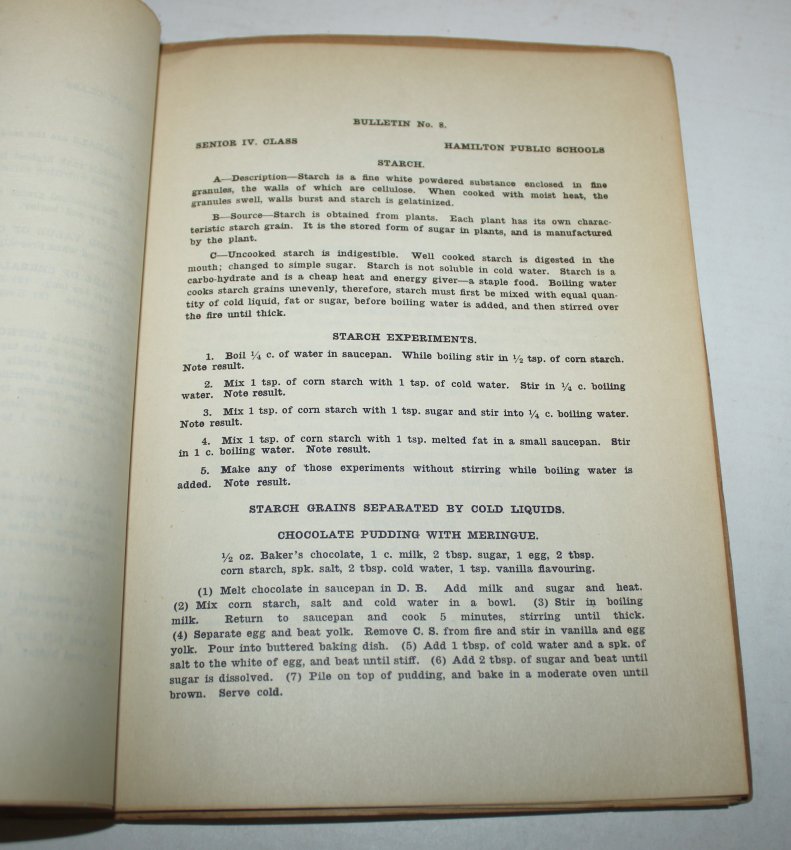 BULLETIN No. 8.
SENIOR IV. CLASS HAMILTON PUBLIC SCHOOLS
STARCH.
A—Description—Starch is a fine white powdered substance enclosed in fine
granules, the walls of which are cellulose. When cooked with moist heat, the
granules swell, walls burst and starch is gelatinized.
B—Source—Starch is obtained from plants. Each plant has its own charac-
teristic starch grain. It is the stored form of sugar in plants, and is manufactured
by the plant.
C—Uncooked starch is indigestible. Well cooked starch is digested in the
mouth; changed to simple sugar. Starch is not soluble in cold water. Starch is a
carbo-hydrate and is a cheap heat and energy giver—a staple food. Boiling water
cooks starch grains unevenly, therefore, starch must first be mixed with equal quan-
tity of cold liquid, fat or sugar, before boiling water is added, and then stirred over
the fire until thick.
STARCH EXPERIMENTS.
1. Boil ¼ c. of water in saucepan. While boiling stir in ½ tsp. of corn starch.
Note result.
2. Mix 1 tsp. of corn starch with 1 tsp. of cold water. Stir in ¼ c. boiling
water. Note result.
3. Mix 1 tsp. of corn starch with 1 tsp. sugar and stir into ¼ c. boiling water.
Note result.
4. Mix 1 tsp. of corn starch with 1 tsp. melted fat in a small saucepan. Stir
in 1 c. boiling water. Note result.
5. Make any of those experiments without stirring while boiling water is
added. Note result.
STARCH GRAINS SEPARATED BY COLD LIQUIDS.
CHOCOLATE PUDDING WITH MERINGUE.
½ oz. Baker's chocolate, 1 c. milk, 2 tbsp. sugar, 1 egg, 2 tbsp.
corn starch, spk. salt, 2 tbsp. cold water, 1 tsp. vanilla flavouring.
(1) Melt chocolate in saucepan in D. B. Add milk and sugar and heat.
(2) Mix corn starch, salt and cold water in a bowl. (3) Stir in boiling
milk. Return to saucepan and cook 5 minutes, stirring until thick.
(4) Separate egg and beat yolk. Remove C. S. from fire and stir in vanilla and egg
yolk. Pour into buttered baking dish. (5) Add 1 tbsp. of cold water and a spk. of
salt to the white of egg, and beat until stiff. (6) Add 2 tbsp. of sugar and beat until
sugar is dissolved. (7) Pile on top of pudding, and bake in a moderate oven until
brown. Serve cold.